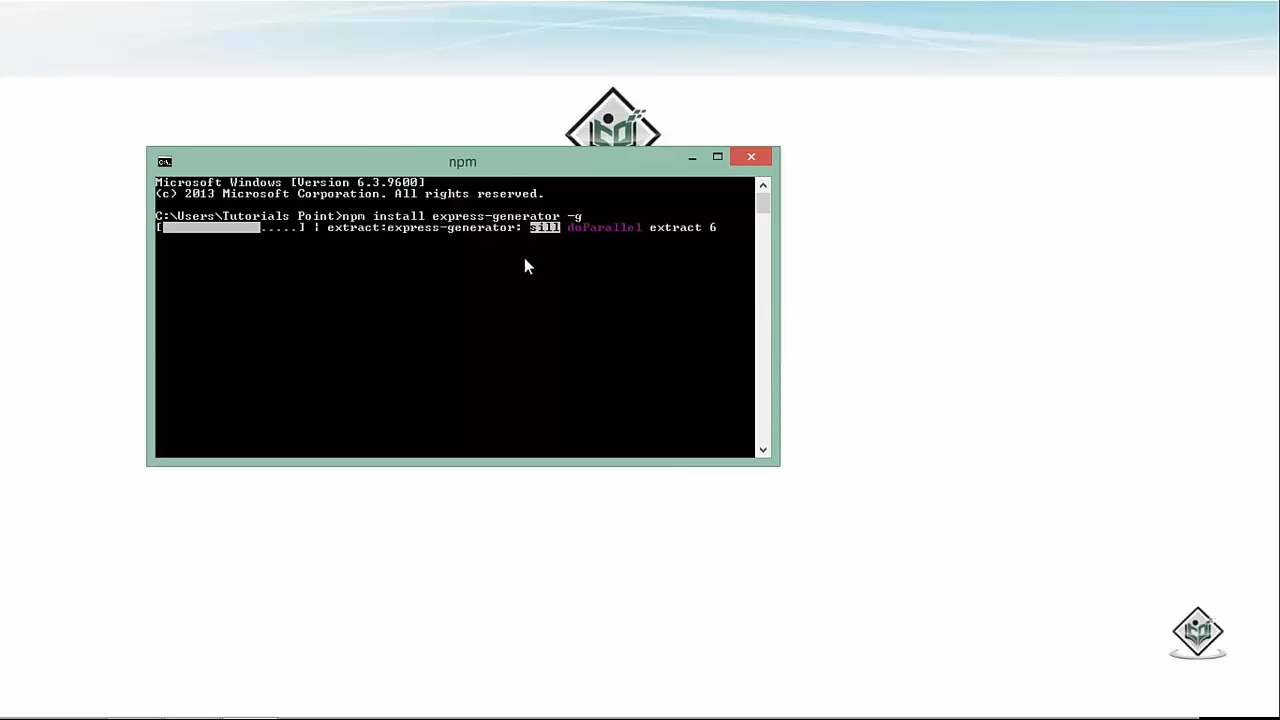 npm
Microsoft Windows [Version 6.3.9600]
(c) 2013 Microsoft Corporation. All rights reserved.
C:\Users\Tutorials Point>npm install express-generator -g
[.....] | extract:express-generator: sill doParallel extract 6